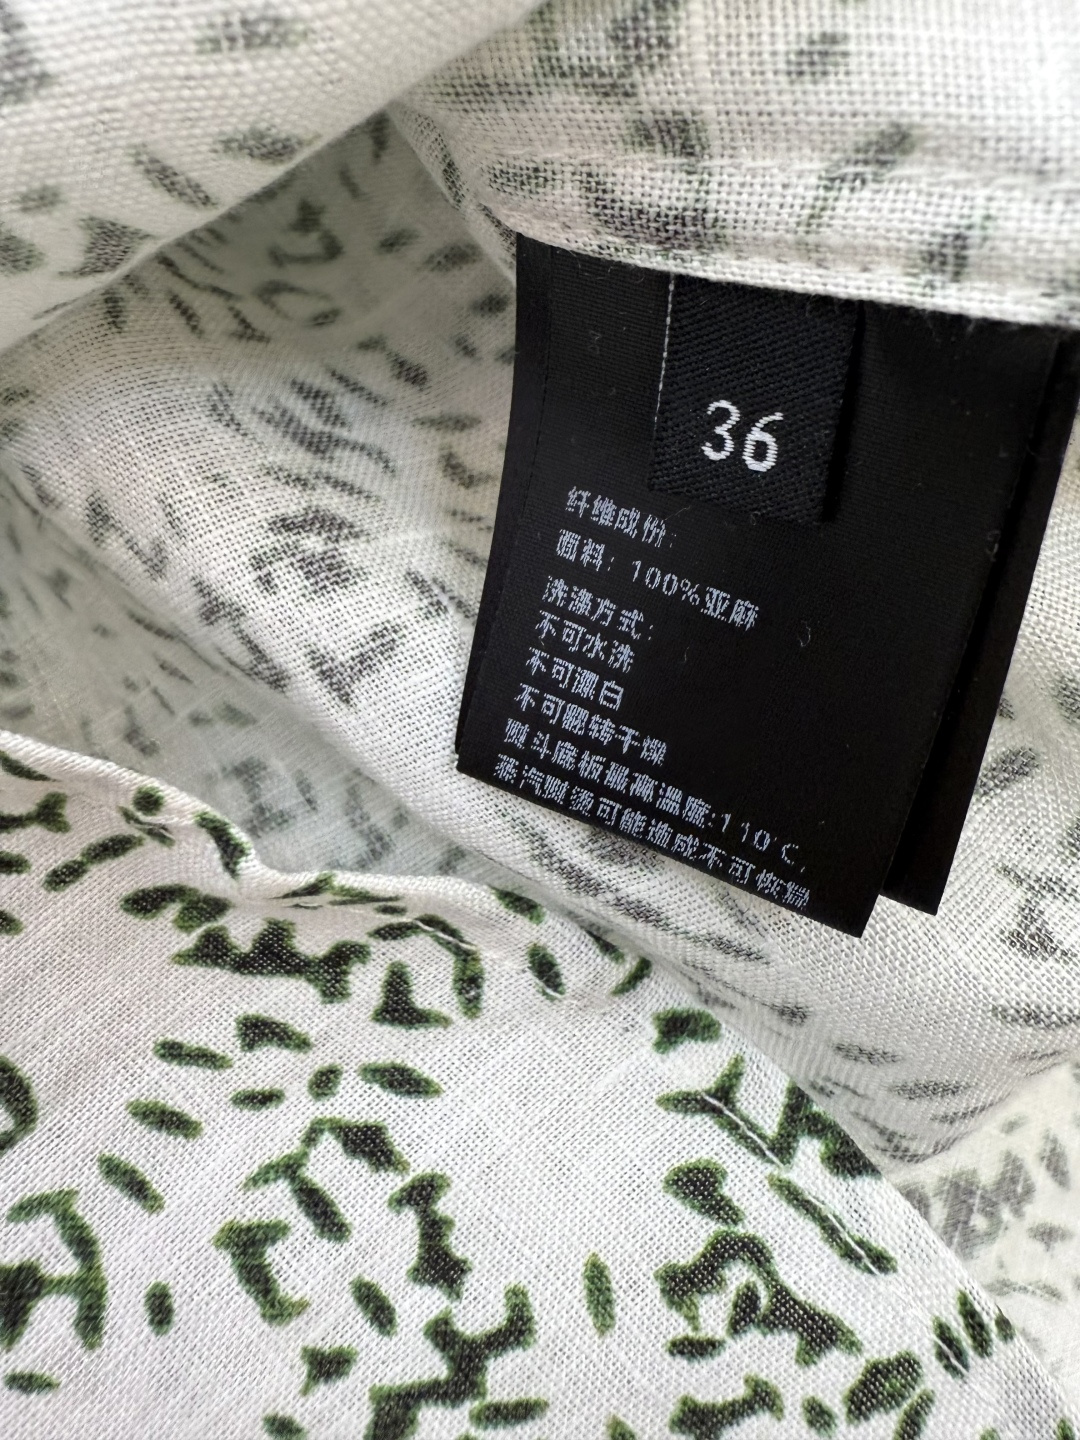 36
纤维成份:
面料: 100%亚麻
洗涤方式:
不可水洗
不可漂白
不可翻转干燥
熨斗底板最高温度:110℃,
蒸汽熨烫可能造成不可恢